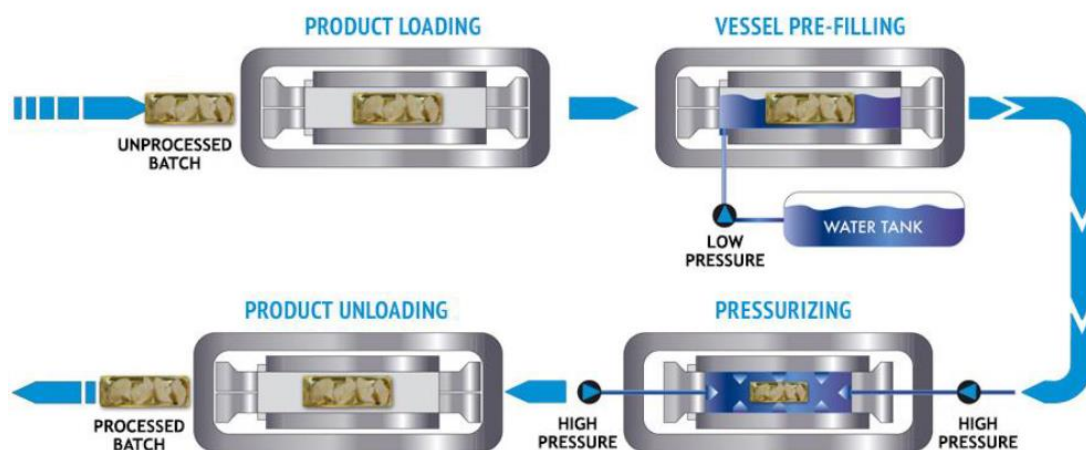 PRODUCT LOADING
VESSEL PRE-FILLING
UNPROCESSED
BATCH
LOW
PRESSURE
WATER TANK
PRODUCT UNLOADING
PRESSURIZING
PROCESSED
BATCH
HIGH
PRESSURE
HIGH
PRESSURE